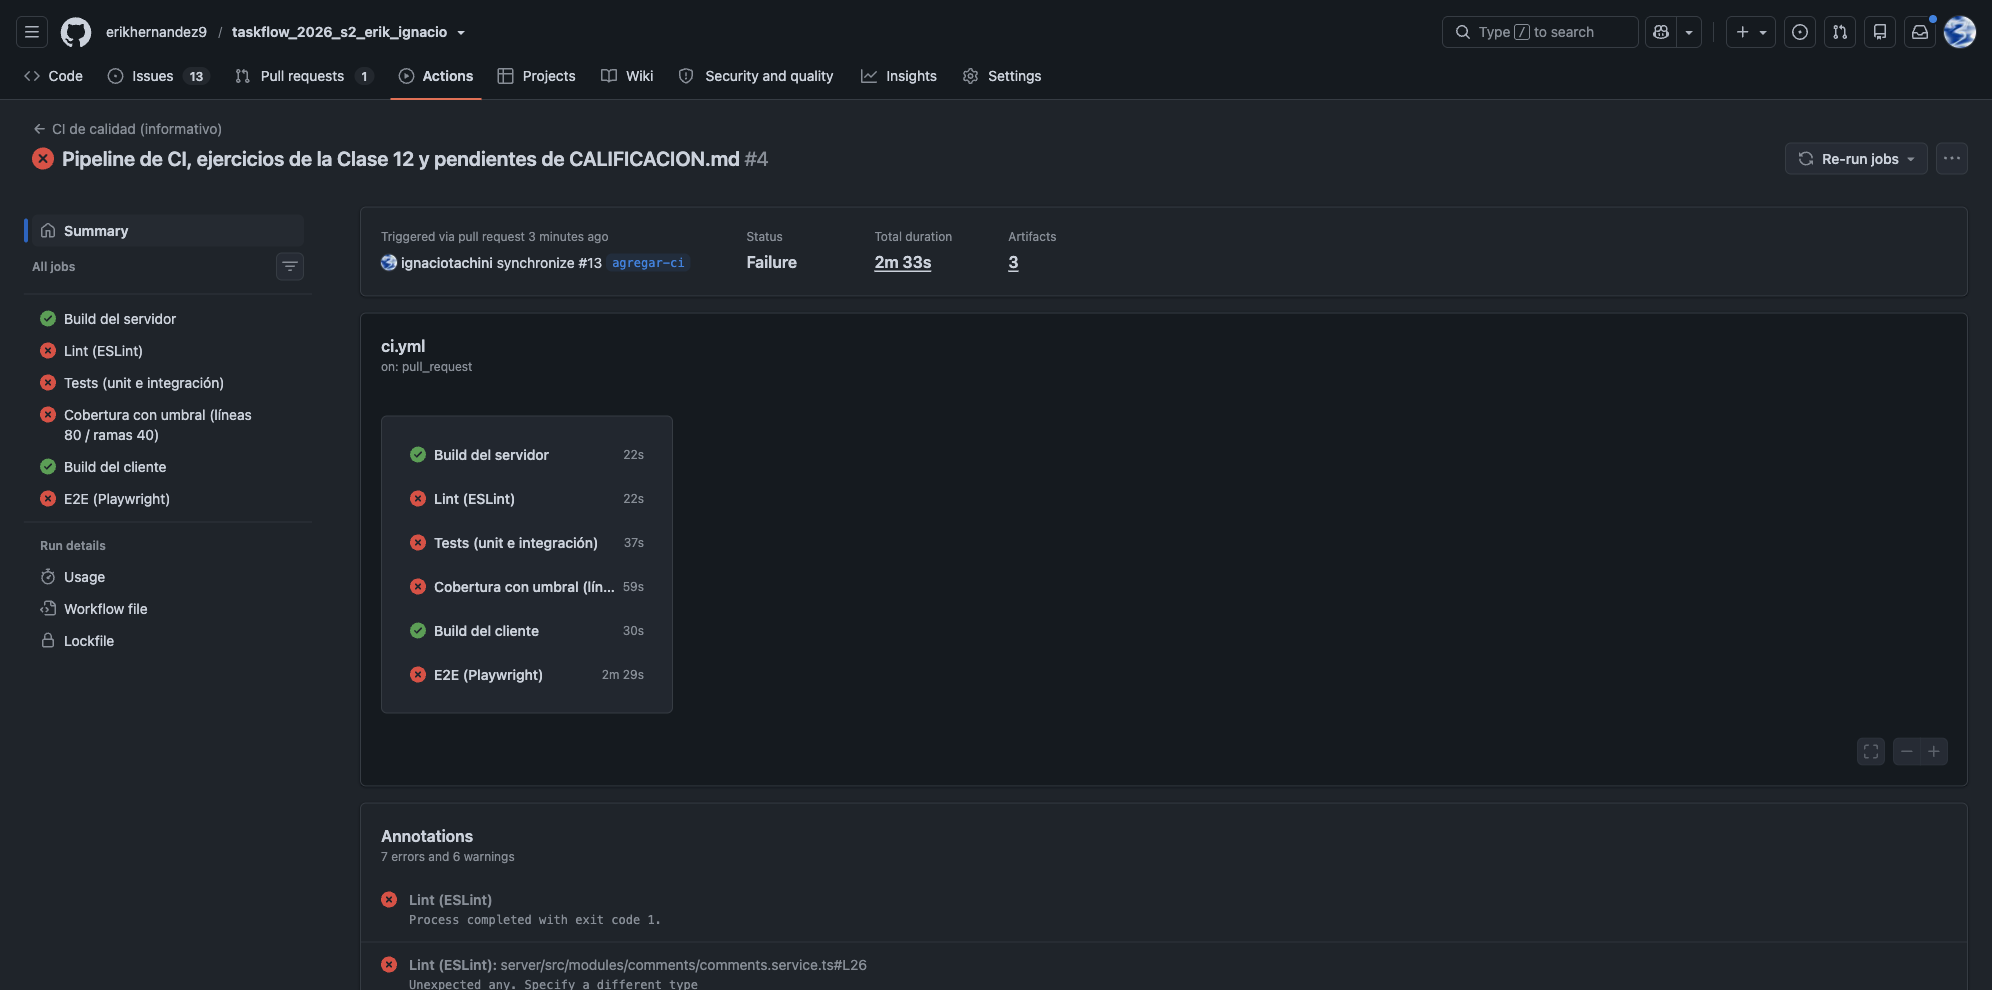 erikhernandez9 / taskflow_2026_s2_erik_ignacio
Type / to search
Code
Issues 13
Pull requests 1
Actions
Projects
Wiki
Security and quality
Insights
Settings
CI de calidad (informativo)
Pipeline de CI, ejercicios de la Clase 12 y pendientes de CALIFICACION.md #4
Re-run jobs
Summary
All jobs
Build del servidor
Lint (ESLint)
Tests (unit e integración)
Cobertura con umbral (líneas
80 / ramas 40)
Build del cliente
E2E (Playwright)
Run details
Usage
Workflow file
Lockfile
Triggered via pull request 3 minutes ago
ignaciotachini synchronize #13 agregar-ci
Status
Failure
Total duration
2m 33s
Artifacts
3
ci.yml
on: pull_request
Build del servidor 22s
Lint (ESLint) 22s
Tests (unit e integración) 37s
Cobertura con umbral (lín... 59s
Build del cliente 30s
E2E (Playwright) 2m 29s
Annotations
7 errors and 6 warnings
Lint (ESLint)
Process completed with exit code 1.
Lint (ESLint): server/src/modules/comments/comments.service.ts#L26
Unexpected any. Specify a different type